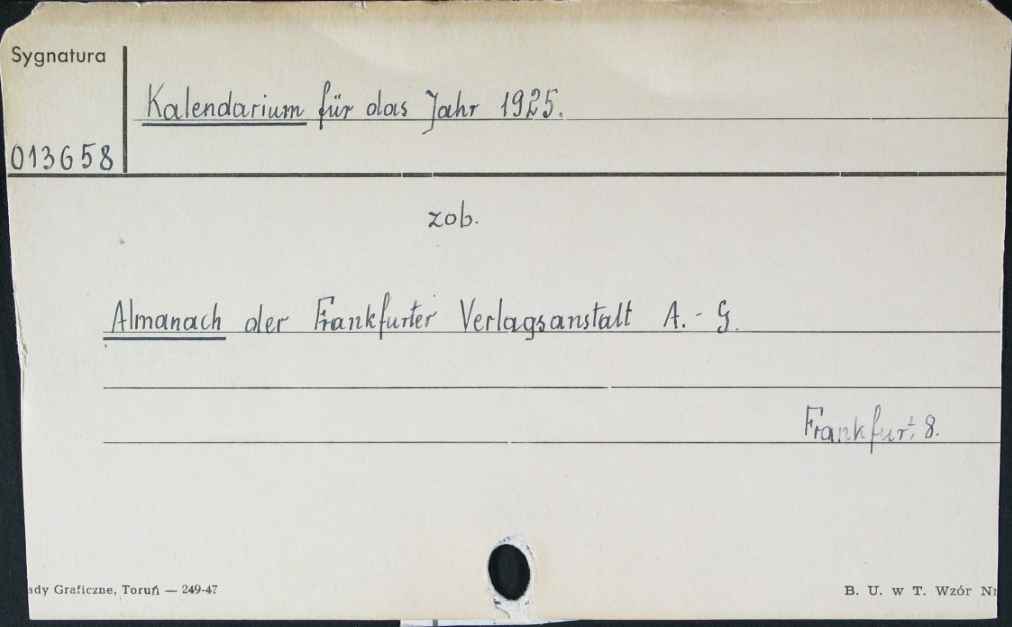 Sygnatura
Kalendarium für das Jahr 1925.
013658
zob.
Almanach der Frankfurter Verlagsanstalt A.-G.
Frankfurt. 8.
ady Graficzne, Toruń — 249-47
B. U. w T. Wzór Nr